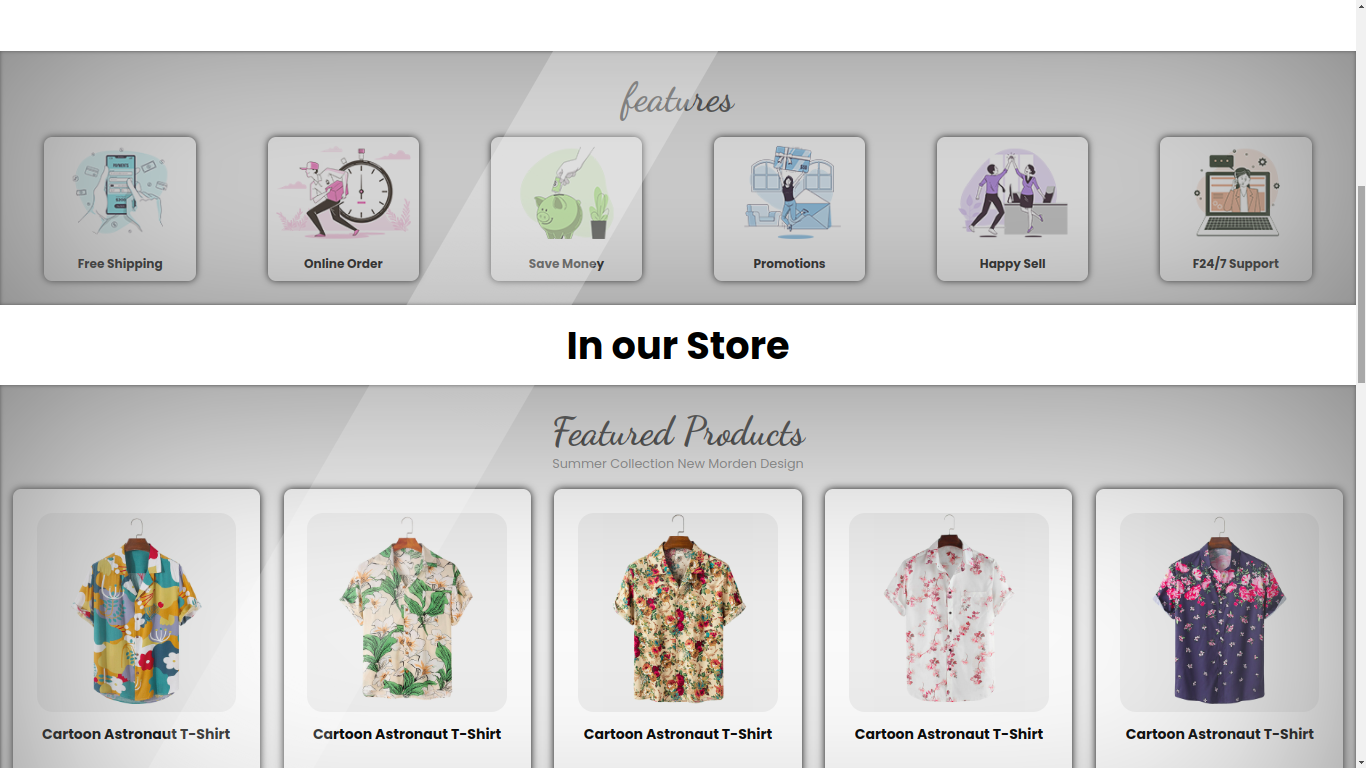 features
Free Shipping
Online Order
Save Money
Promotions
Happy Sell
F24/7 Support
In our Store
Featured Products
Summer Collection New Morden Design
Cartoon Astronaut T-Shirt
Cartoon Astronaut T-Shirt
Cartoon Astronaut T-Shirt
Cartoon Astronaut T-Shirt
Cartoon Astronaut T-Shirt